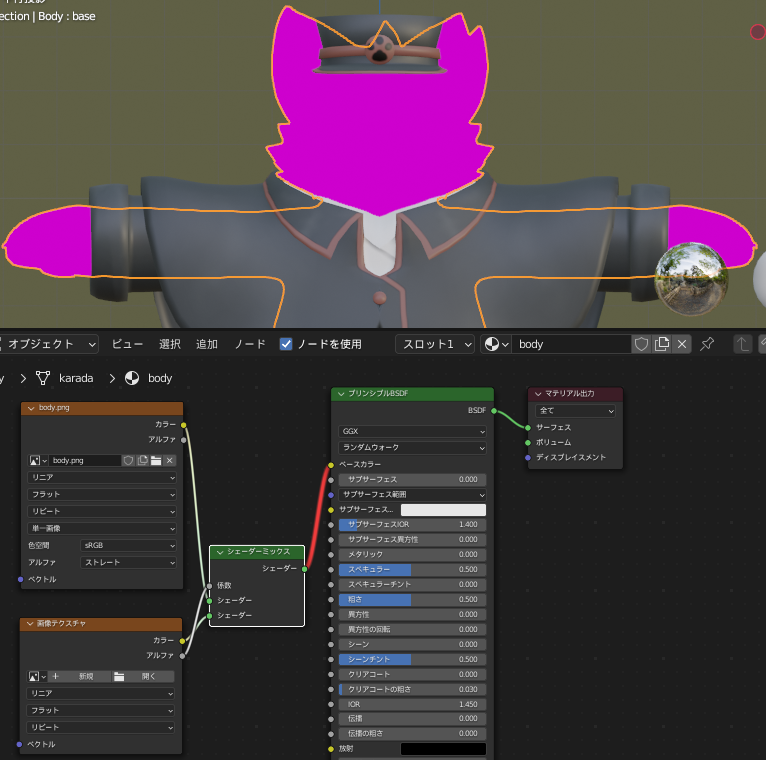 ection | Body : base
オブジェクト ビュー 選択 追加 ノード ノードを使用 スロット1 body
y karada body
body.png
カラー
アルファ
body.png
リニア
フラット
リピート
単一画像
色空間 sRGB
アルファ ストレート
ベクトル
画像テクスチャ
カラー
アルファ
新規 開く
リニア
フラット
リピート
ベクトル
シェーダーミックス
シェーダー
係数
シェーダー
シェーダー
プリンシプルBSDF
BSDF
GGX
ランダムウォーク
ベースカラー
サブサーフェス 0.000
サブサーフェス範囲
サブサーフェス...
サブサーフェスIOR 1.400
サブサーフェス異方性 0.000
メタリック 0.000
スペキュラー 0.500
スペキュラーチント 0.000
粗さ 0.500
異方性 0.000
異方性の回転 0.000
シーン 0.000
シーンチント 0.500
クリアコート 0.000
クリアコートの粗さ 0.030
IOR 1.450
伝播 0.000
伝播の粗さ 0.000
放射
マテリアル出力
全て
サーフェス
ボリューム
ディスプレイスメント